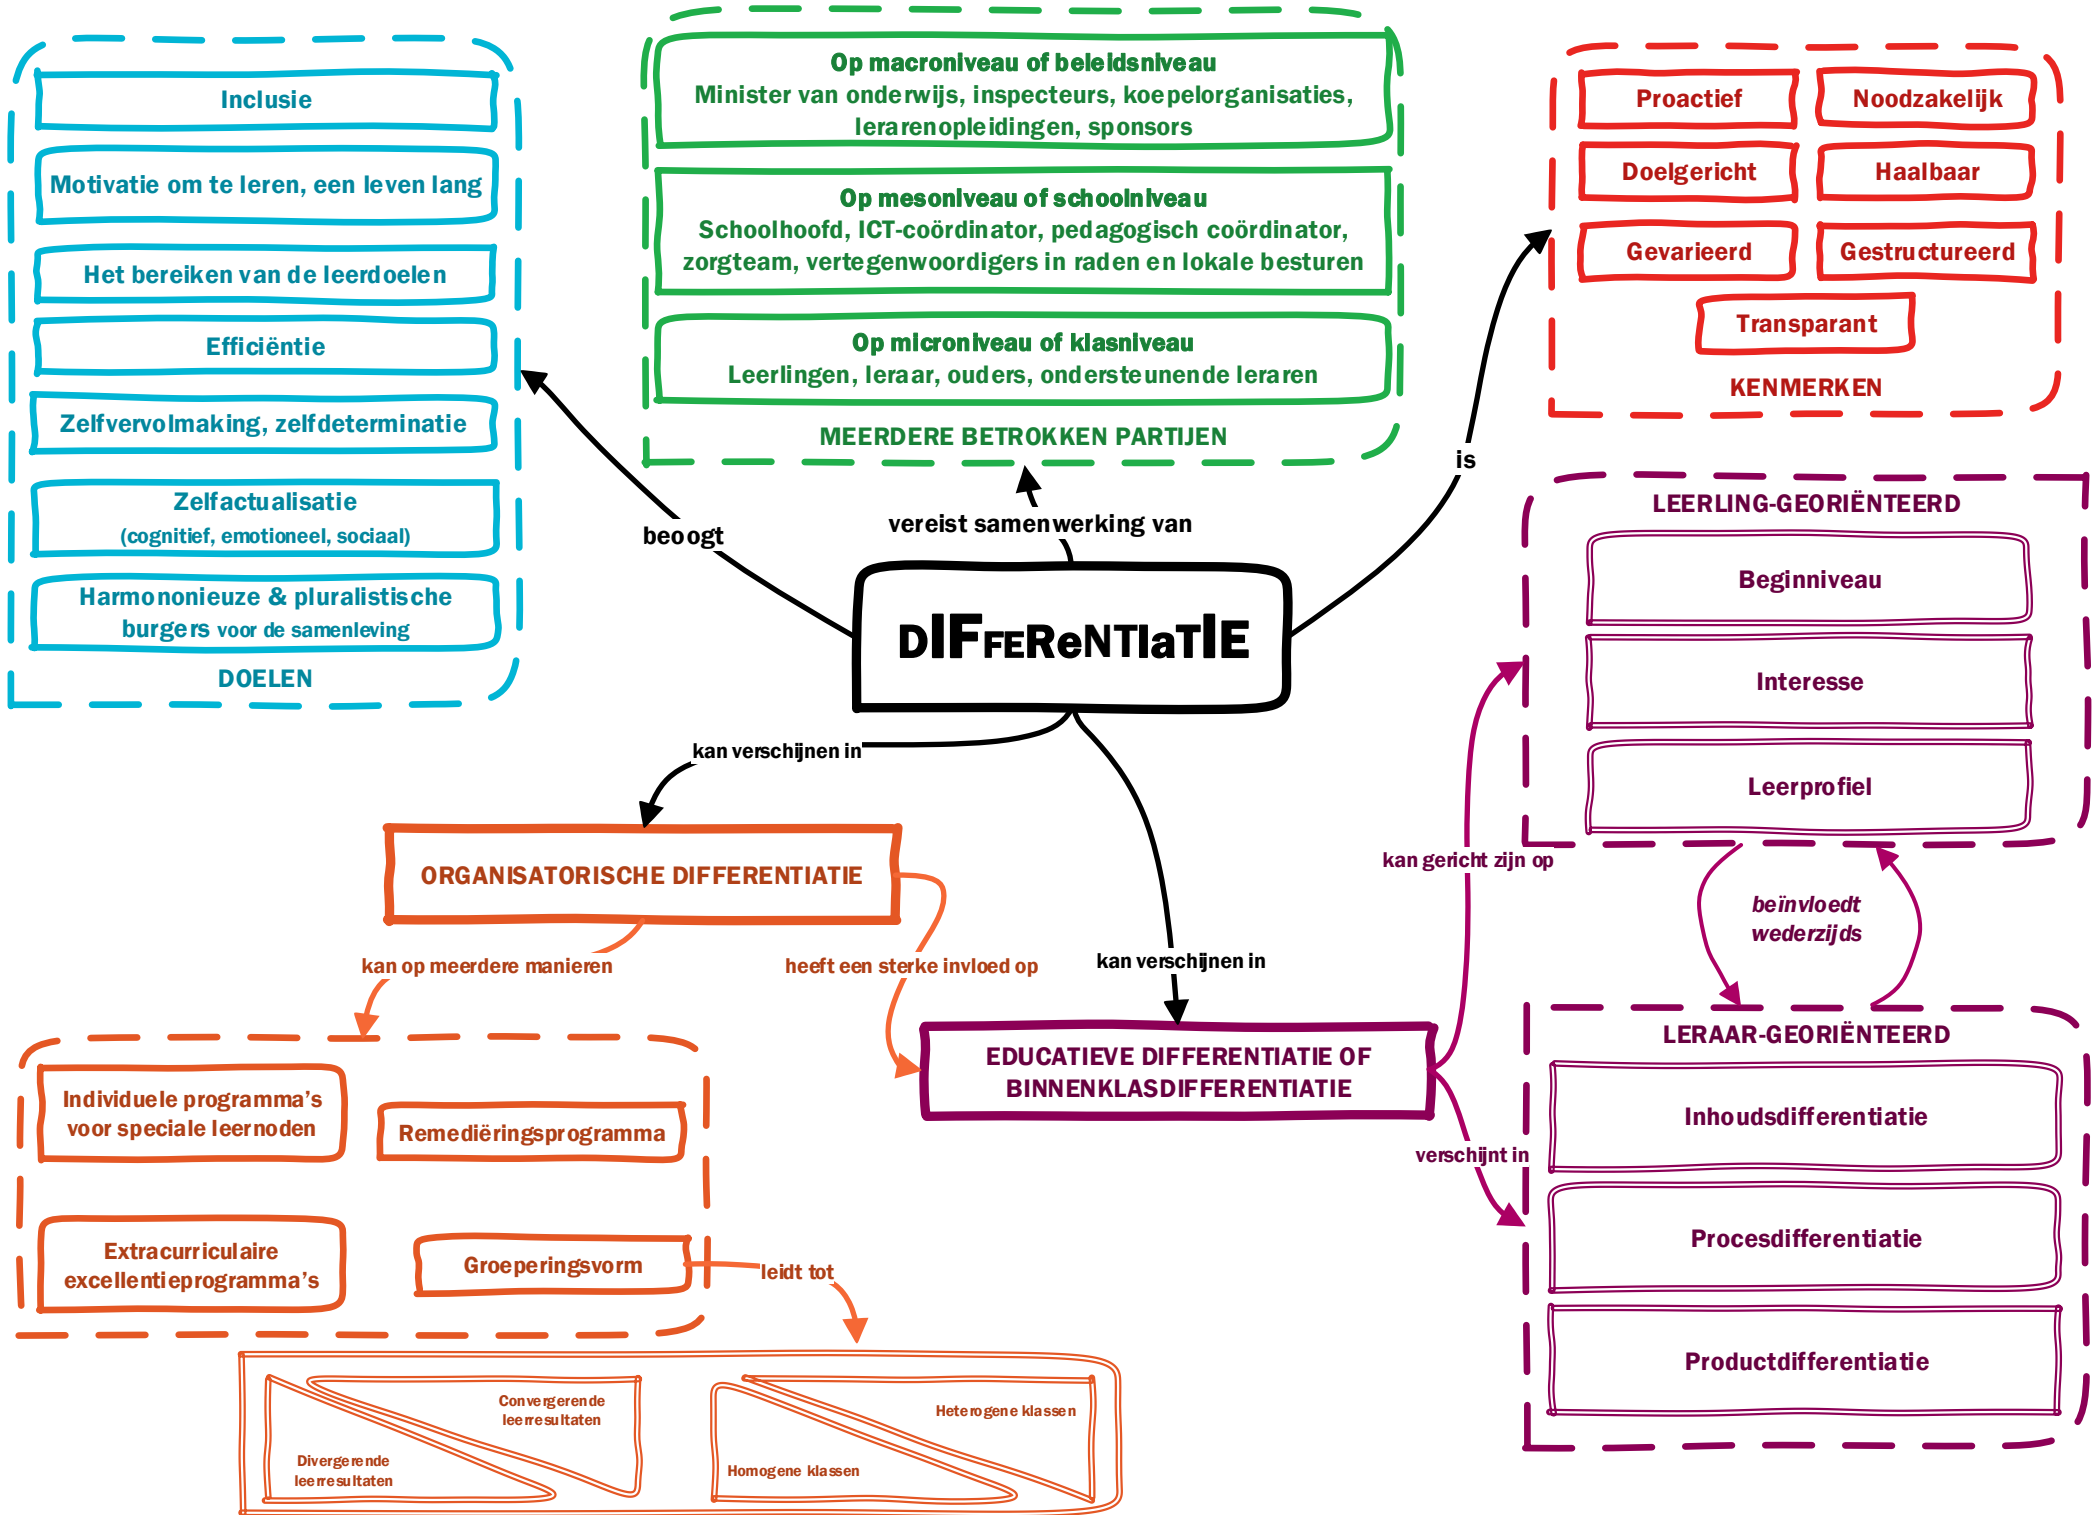 Inclusie
Motivatie om te leren, een leven lang
Het bereiken van de leerdoelen
Efficiëntie
Zelfvervolmaking, zelfdeterminatie
Zelfactualisatie
(cognitief, emotioneel, sociaal)
Harmononieuze & pluralistische
burgers voor de samenleving
DOELEN
Op macroniveau of beleidsniveau
Minister van onderwijs, inspecteurs, koepelorganisaties,
lerarenopleidingen, sponsors
Op mesoniveau of schoolniveau
Schoolhoofd, ICT-coördinator, pedagogisch coördinator,
zorgteam, vertegenwoordigers in raden en lokale besturen
Op microniveau of klasniveau
Leerlingen, leraar, ouders, ondersteunende leraren
MEERDERE BETROKKEN PARTIJEN
Proactief
Noodzakelijk
Doelgericht
Haalbaar
Gevarieerd
Gestructureerd
Transparant
KENMERKEN
beoogt
vereist samenwerking van
is
DIFFEReNTIaTIE
kan verschijnen in
kan verschijnen in
LEERLING-GEORIËNTEERD
Beginniveau
Interesse
Leerprofiel
kan gericht zijn op
beïnvloedt
wederzijds
ORGANISATORISCHE DIFFERENTIATIE
kan op meerdere manieren
heeft een sterke invloed op
EDUCATIEVE DIFFERENTIATIE OF
BINNENKLASDIFFERENTIATIE
verschijnt in
LERAAR-GEORIËNTEERD
Inhoudsdifferentiatie
Procesdifferentiatie
Productdifferentiatie
Individuele programma's
voor speciale leernoden
Remediëringsprogramma
Extracurriculaire
excellentieprogramma's
Groeperingsvorm
leidt tot
Convergerende
leerresultaten
Divergerende
leerresultaten
Heterogene klassen
Homogene klassen